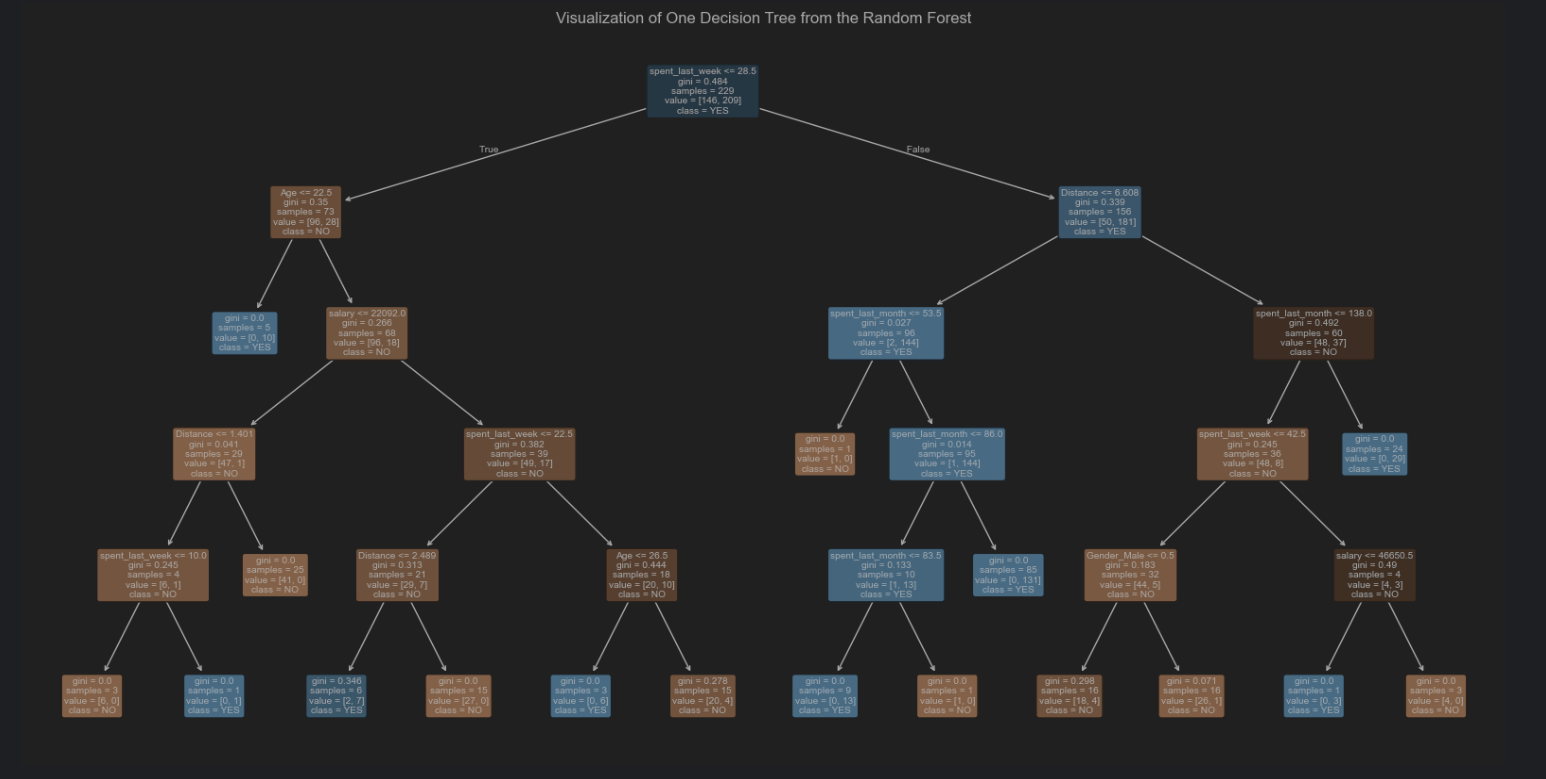 Visualization of One Decision Tree from the Random Forest
spent_last_week <= 28.5
gini = 0.484
samples = 229
value = [146, 209]
class = YES
True
False
Age <= 22.5
gini = 0.35
samples = 73
value = [96, 28]
class = NO
Distance <= 6.608
gini = 0.339
samples = 156
value = [50, 181]
class = YES
gini = 0.0
samples = 5
value = [0, 10]
class = YES
salary <= 22092.0
gini = 0.266
samples = 68
value = [96, 18]
class = NO
spent_last_month <= 53.5
gini = 0.027
samples = 96
value = [2, 144]
class = YES
spent_last_month <= 138.0
gini = 0.492
samples = 60
value = [48, 37]
class = NO
Distance <= 1.401
gini = 0.041
samples = 29
value = [47, 1]
class = NO
spent_last_week <= 22.5
gini = 0.382
samples = 39
value = [49, 17]
class = NO
gini = 0.0
samples = 1
value = [1, 0]
class = NO
spent_last_month <= 86.0
gini = 0.014
samples = 95
value = [1, 144]
class = YES
spent_last_week <= 42.5
gini = 0.245
samples = 36
value = [48, 8]
class = NO
gini = 0.0
samples = 24
value = [0, 29]
class = YES
spent_last_week <= 10.0
gini = 0.245
samples = 4
value = [6, 1]
class = NO
gini = 0.0
samples = 25
value = [41, 0]
class = NO
Distance <= 2.489
gini = 0.313
samples = 21
value = [29, 7]
class = NO
Age <= 26.5
gini = 0.444
samples = 18
value = [20, 10]
class = NO
spent_last_month <= 83.5
gini = 0.133
samples = 10
value = [1, 13]
class = YES
gini = 0.0
samples = 85
value = [0, 131]
class = YES
Gender_Male <= 0.5
gini = 0.183
samples = 32
value = [44, 5]
class = NO
salary <= 46650.5
gini = 0.49
samples = 4
value = [4, 3]
class = NO
gini = 0.0
samples = 3
value = [6, 0]
class = NO
gini = 0.0
samples = 1
value = [0, 1]
class = YES
gini = 0.346
samples = 6
value = [2, 7]
class = YES
gini = 0.0
samples = 15
value = [27, 0]
class = NO
gini = 0.0
samples = 3
value = [0, 6]
class = YES
gini = 0.278
samples = 15
value = [20, 4]
class = NO
gini = 0.0
samples = 9
value = [0, 13]
class = YES
gini = 0.0
samples = 1
value = [1, 0]
class = NO
gini = 0.298
samples = 16
value = [18, 4]
class = NO
gini = 0.071
samples = 16
value = [26, 1]
class = NO
gini = 0.0
samples = 1
value = [0, 3]
class = YES
gini = 0.0
samples = 3
value = [4, 0]
class = NO